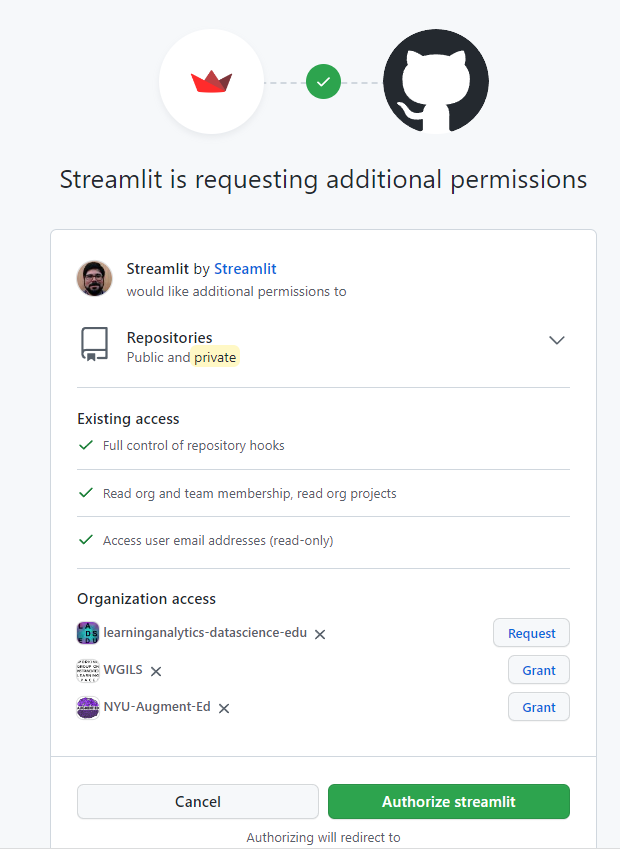 Streamlit is requesting additional permissions
Streamlit by Streamlit
would like additional permissions to
Repositories
Public and private
Existing access
Full control of repository hooks
Read org and team membership, read org projects
Access user email addresses (read-only)
Organization access
LA
DS
EDU
learninganalytics-datascience-edu
Request
WGILS
Grant
NYU-Augment-Ed
Grant
Cancel
Authorize streamlit
Authorizing will redirect to